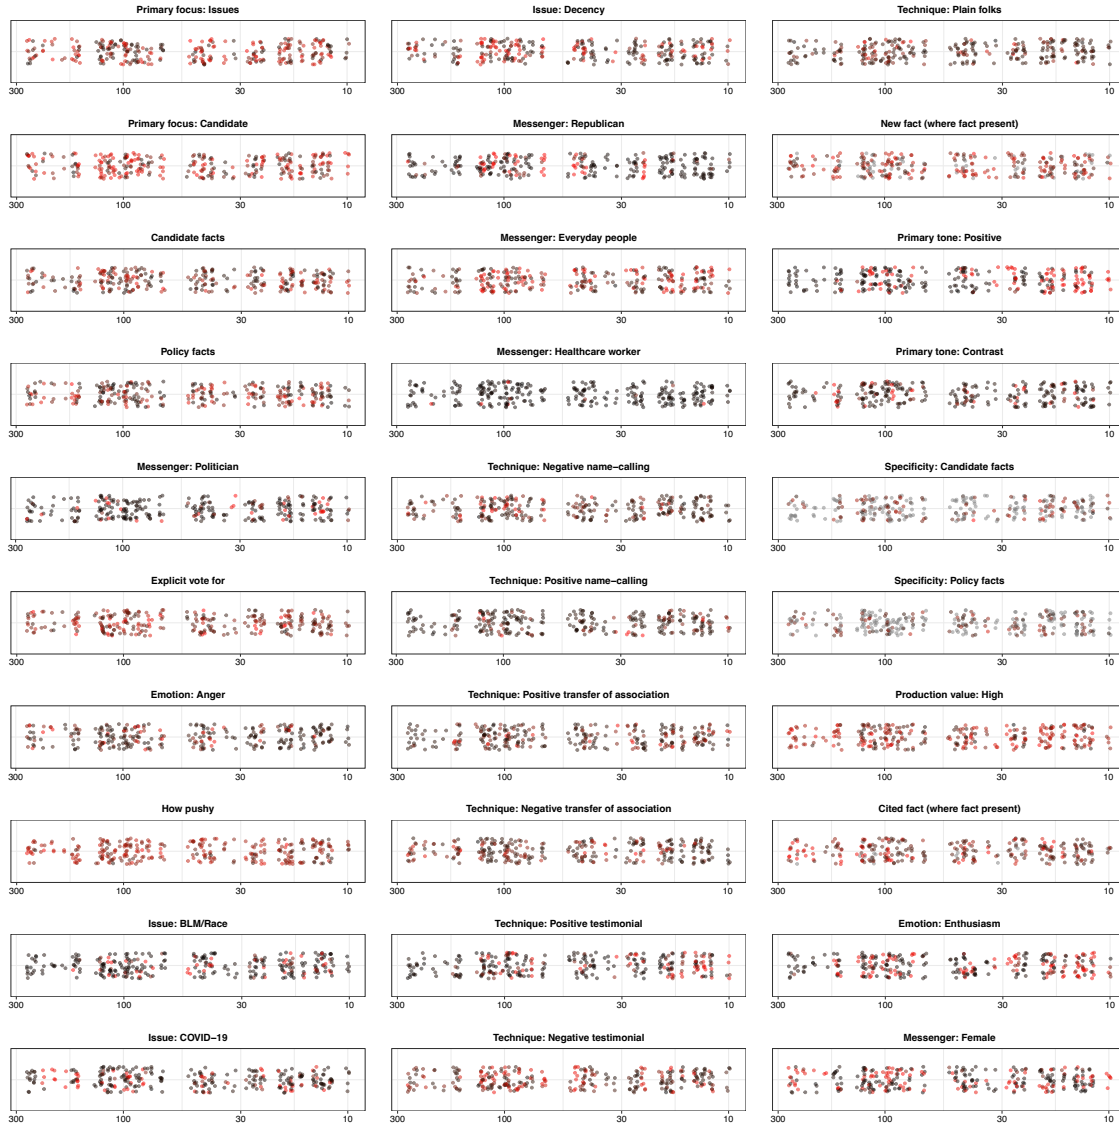 Primary focus: Issues
300 100 30 10
Issue: Decency
300 100 30 10
Technique: Plain folks
300 100 30 10
Primary focus: Candidate
300 100 30 10
Messenger: Republican
300 100 30 10
New fact (where fact present)
300 100 30 10
Candidate facts
300 100 30 10
Messenger: Everyday people
300 100 30 10
Primary tone: Positive
300 100 30 10
Policy facts
300 100 30 10
Messenger: Healthcare worker
300 100 30 10
Primary tone: Contrast
300 100 30 10
Messenger: Politician
300 100 30 10
Technique: Negative name−calling
300 100 30 10
Specificity: Candidate facts
300 100 30 10
Explicit vote for
300 100 30 10
Technique: Positive name−calling
300 100 30 10
Specificity: Policy facts
300 100 30 10
Emotion: Anger
300 100 30 10
Technique: Positive transfer of association
300 100 30 10
Production value: High
300 100 30 10
How pushy
300 100 30 10
Technique: Negative transfer of association
300 100 30 10
Cited fact (where fact present)
300 100 30 10
Issue: BLM/Race
300 100 30 10
Technique: Positive testimonial
300 100 30 10
Emotion: Enthusiasm
300 100 30 10
Issue: COVID−19
300 100 30 10
Technique: Negative testimonial
300 100 30 10
Messenger: Female
300 100 30 10